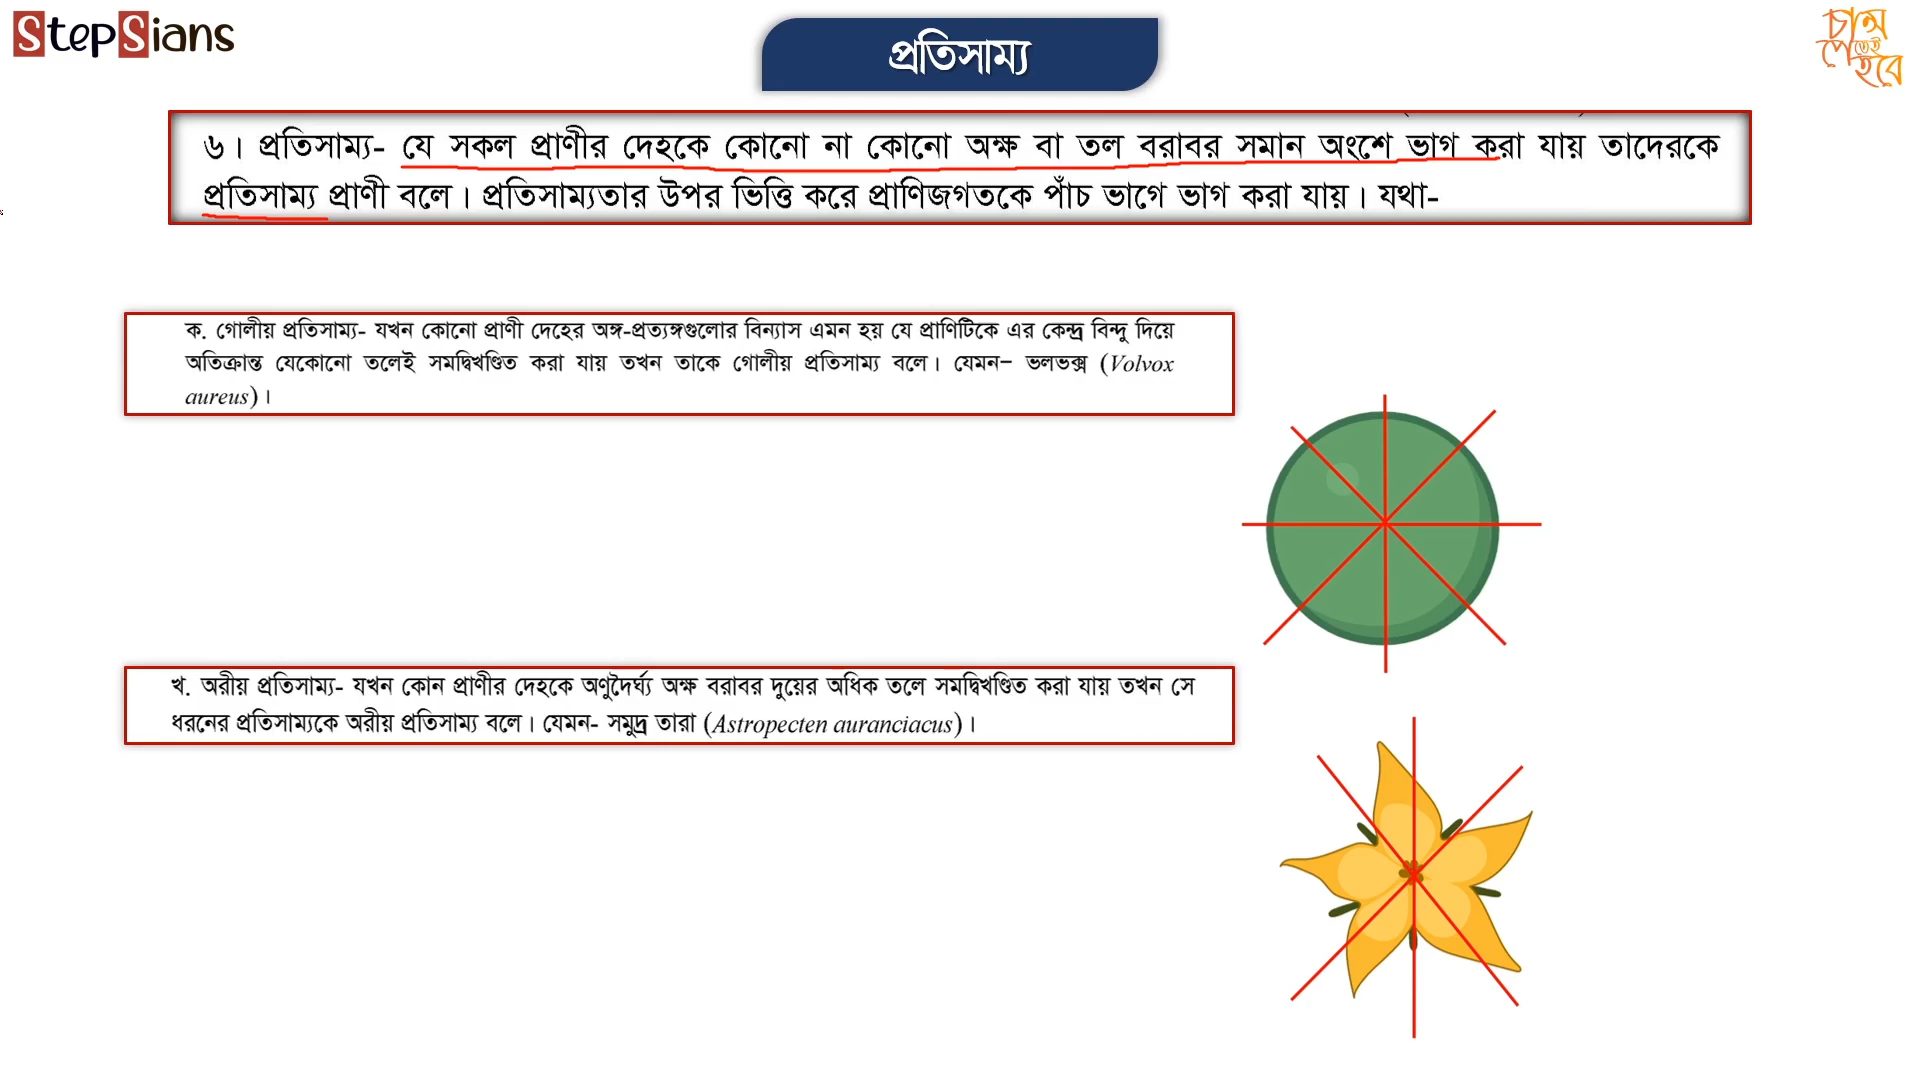 StepSians
প্রতিসাম্য
চান্স
পেতেই
হবে
৬। প্রতিসাম্য- যে সকল প্রাণীর দেহকে কোনো না কোনো অক্ষ বা তল বরাবর সমান অংশে ভাগ করা যায় তাদেরকে
প্রতিসাম্য প্রাণী বলে। প্রতিসাম্যতার উপর ভিত্তি করে প্রাণিজগতকে পাঁচ ভাগে ভাগ করা যায়। যথা-
ক. গোলীয় প্রতিসাম্য- যখন কোনো প্রাণী দেহের অঙ্গ-প্রত্যঙ্গগুলোর বিন্যাস এমন হয় যে প্রাণিটিকে এর কেন্দ্র বিন্দু দিয়ে
অতিক্রান্ত যেকোনো তলেই সমদ্বিখণ্ডিত করা যায় তখন তাকে গোলীয় প্রতিসাম্য বলে। যেমন– ভলভক্স (Volvox
aureus)।
খ. অরীয় প্রতিসাম্য- যখন কোন প্রাণীর দেহকে অণুদৈর্ঘ্য অক্ষ বরাবর দুয়ের অধিক তলে সমদ্বিখণ্ডিত করা যায় তখন সে
ধরনের প্রতিসাম্যকে অরীয় প্রতিসাম্য বলে। যেমন- সমুদ্র তারা (Astropecten auranciacus)।